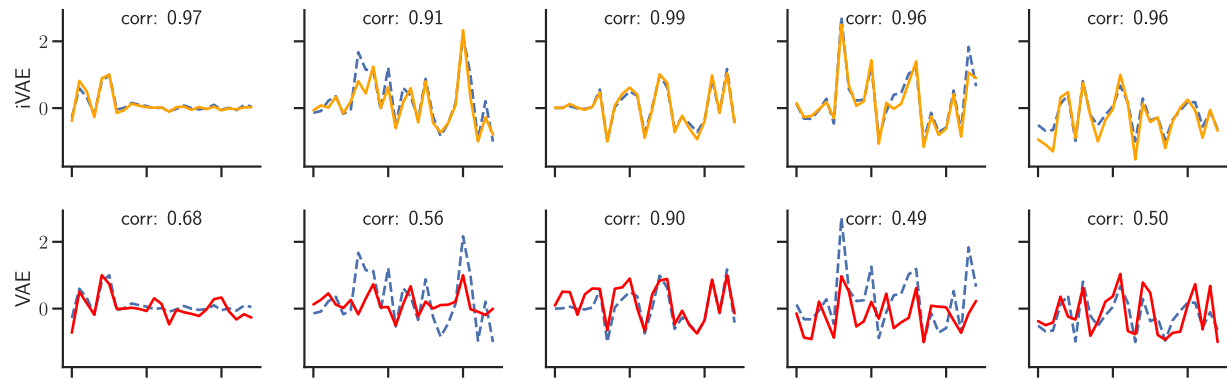 corr: 0.97
corr: 0.91
corr: 0.99
corr: 0.96
corr: 0.96
iVAE
2
0
corr: 0.68
corr: 0.56
corr: 0.90
corr: 0.49
corr: 0.50
VAE
2
0